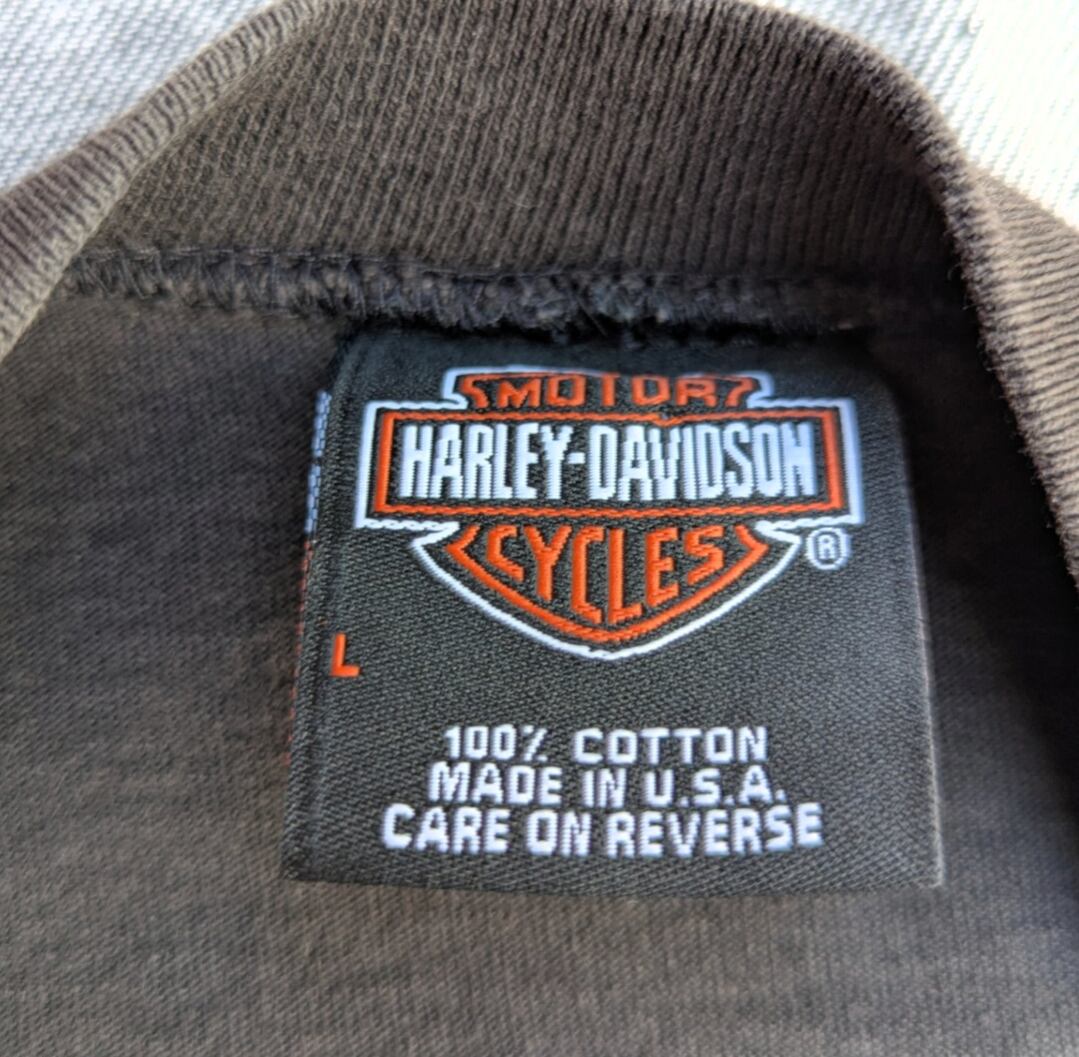 MOTOR
HARLEY-DAVIDSON
CYCLES
®
L
100% COTTON
MADE IN U.S.A.
CARE ON REVERSE